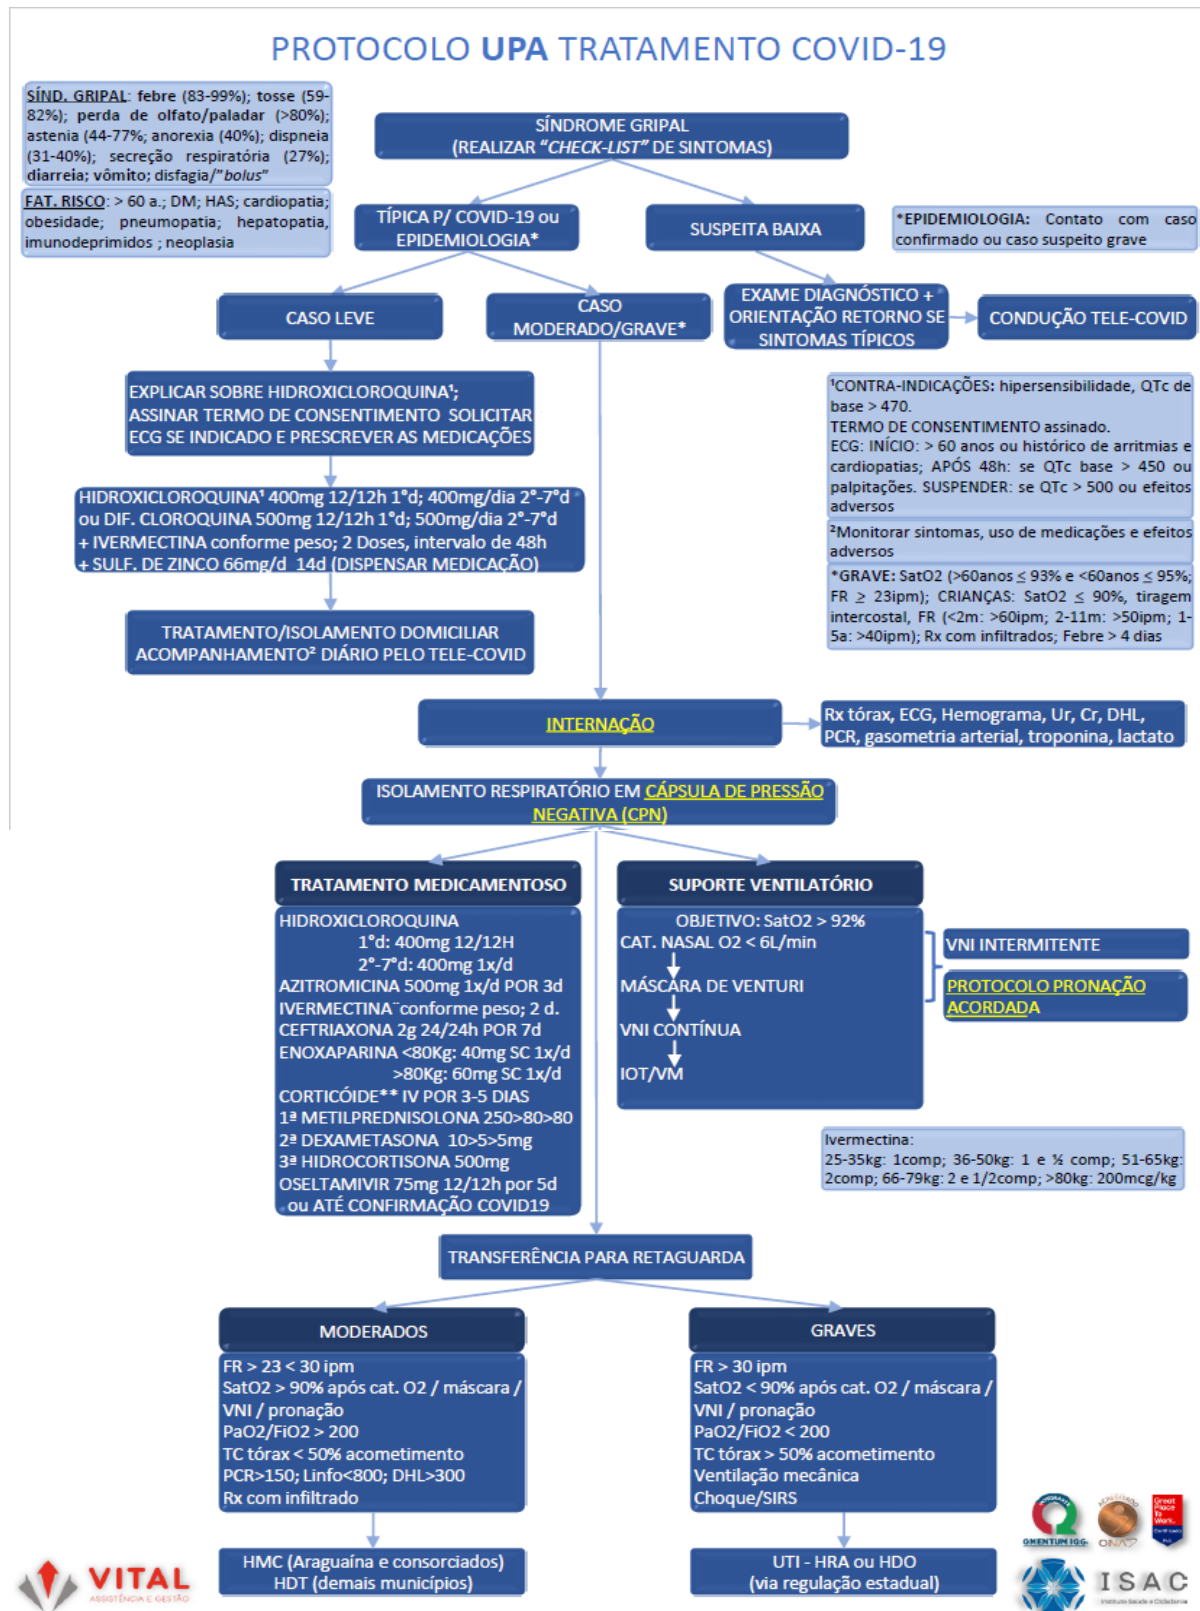 PROTOCOLO UPA TRATAMENTO COVID-19
SÍND. GRIPAL: febre (83-99%); tosse (59-
82%); perda de olfato/paladar (>80%);
astenia (44-77%; anorexia (40%); dispneia
(31-40%); secreção respiratória (27%);
diarreia; vômito; disfagia/"bolus"
FAT. RISCO: > 60 a.; DM; HAS; cardiopatia;
obesidade; pneumopatia; hepatopatia,
imunodeprimidos ; neoplasia
SÍNDROME GRIPAL
(REALIZAR "CHECK-LIST" DE SINTOMAS)
TÍPICA P/ COVID-19 ou
EPIDEMIOLOGIA*
SUSPEITA BAIXA
*EPIDEMIOLOGIA: Contato com caso
confirmado ou caso suspeito grave
CASO LEVE
CASO
MODERADO/GRAVE*
EXAME DIAGNÓSTICO +
ORIENTAÇÃO RETORNO SE
SINTOMAS TÍPICOS
CONDUÇÃO TELE-COVID
EXPLICAR SOBRE HIDROXICLOROQUINA¹;
ASSINAR TERMO DE CONSENTIMENTO SOLICITAR
ECG SE INDICADO E PRESCREVER AS MEDICAÇÕES
¹CONTRA-INDICAÇÕES: hipersensibilidade, QTc de
base > 470.
TERMO DE CONSENTIMENTO assinado.
ECG: INÍCIO: > 60 anos ou histórico de arritmias e
cardiopatias; APÓS 48h: se QTc base > 450 ou
palpitações. SUSPENDER: se QTc > 500 ou efeitos
adversos
²Monitorar sintomas, uso de medicações e efeitos
adversos
*GRAVE: SatO2 (>60anos ≤ 93% e <60anos ≤ 95%;
FR ≥ 23ipm); CRIANÇAS: SatO2 ≤ 90%, tiragem
intercostal, FR (<2m: >60ipm; 2-11m: >50ipm; 1-
5a: >40ipm); Rx com infiltrados; Febre > 4 dias
HIDROXICLOROQUINA¹ 400mg 12/12h 1°d; 400mg/dia 2°-7°d
ou DIF. CLOROQUINA 500mg 12/12h 1°d; 500mg/dia 2°-7°d
+ IVERMECTINA conforme peso; 2 Doses, intervalo de 48h
+ SULF. DE ZINCO 66mg/d 14d (DISPENSAR MEDICAÇÃO)
TRATAMENTO/ISOLAMENTO DOMICILIAR
ACOMPANHAMENTO² DIÁRIO PELO TELE-COVID
INTERNAÇÃO
Rx tórax, ECG, Hemograma, Ur, Cr, DHL,
PCR, gasometria arterial, troponina, lactato
ISOLAMENTO RESPIRATÓRIO EM CÁPSULA DE PRESSÃO
NEGATIVA (CPN)
TRATAMENTO MEDICAMENTOSO
HIDROXICLOROQUINA
1°d: 400mg 12/12H
2°-7°d: 400mg 1x/d
AZITROMICINA 500mg 1x/d POR 3d
IVERMECTINA¨conforme peso; 2 d.
CEFTRIAXONA 2g 24/24h POR 7d
ENOXAPARINA <80Kg: 40mg SC 1x/d
>80Kg: 60mg SC 1x/d
CORTICÓIDE** IV POR 3-5 DIAS
1ª METILPREDNISOLONA 250>80>80
2ª DEXAMETASONA 10>5>5mg
3ª HIDROCORTISONA 500mg
OSELTAMIVIR 75mg 12/12h por 5d
ou ATÉ CONFIRMAÇÃO COVID19
SUPORTE VENTILATÓRIO
OBJETIVO: SatO2 > 92%
CAT. NASAL O2 < 6L/min
MÁSCARA DE VENTURI
VNI CONTÍNUA
IOT/VM
VNI INTERMITENTE
PROTOCOLO PRONAÇÃO
ACORDADA
Ivermectina:
25-35kg: 1comp; 36-50kg: 1 e ½ comp; 51-65kg:
2comp; 66-79kg: 2 e 1/2comp; >80kg: 200mcg/kg
TRANSFERÊNCIA PARA RETAGUARDA
MODERADOS
FR > 23 < 30 ipm
SatO2 > 90% após cat. O2 / máscara /
VNI / pronação
PaO2/FiO2 > 200
TC tórax < 50% acometimento
PCR>150; Linfo<800; DHL>300
Rx com infiltrado
GRAVES
FR > 30 ipm
SatO2 < 90% após cat. O2 / máscara /
VNI / pronação
PaO2/FiO2 < 200
TC tórax > 50% acometimento
Ventilação mecânica
Choque/SIRS
HMC (Araguaína e consorciados)
HDT (demais municípios)
UTI - HRA ou HDO
(via regulação estadual)
VITAL
ASSISTÊNCIA E GESTÃO
QMENTUM IQG
ACREDITADO
ONA
Great
Place
To
Work.
ISAC
Instituto Saúde e Cidadania